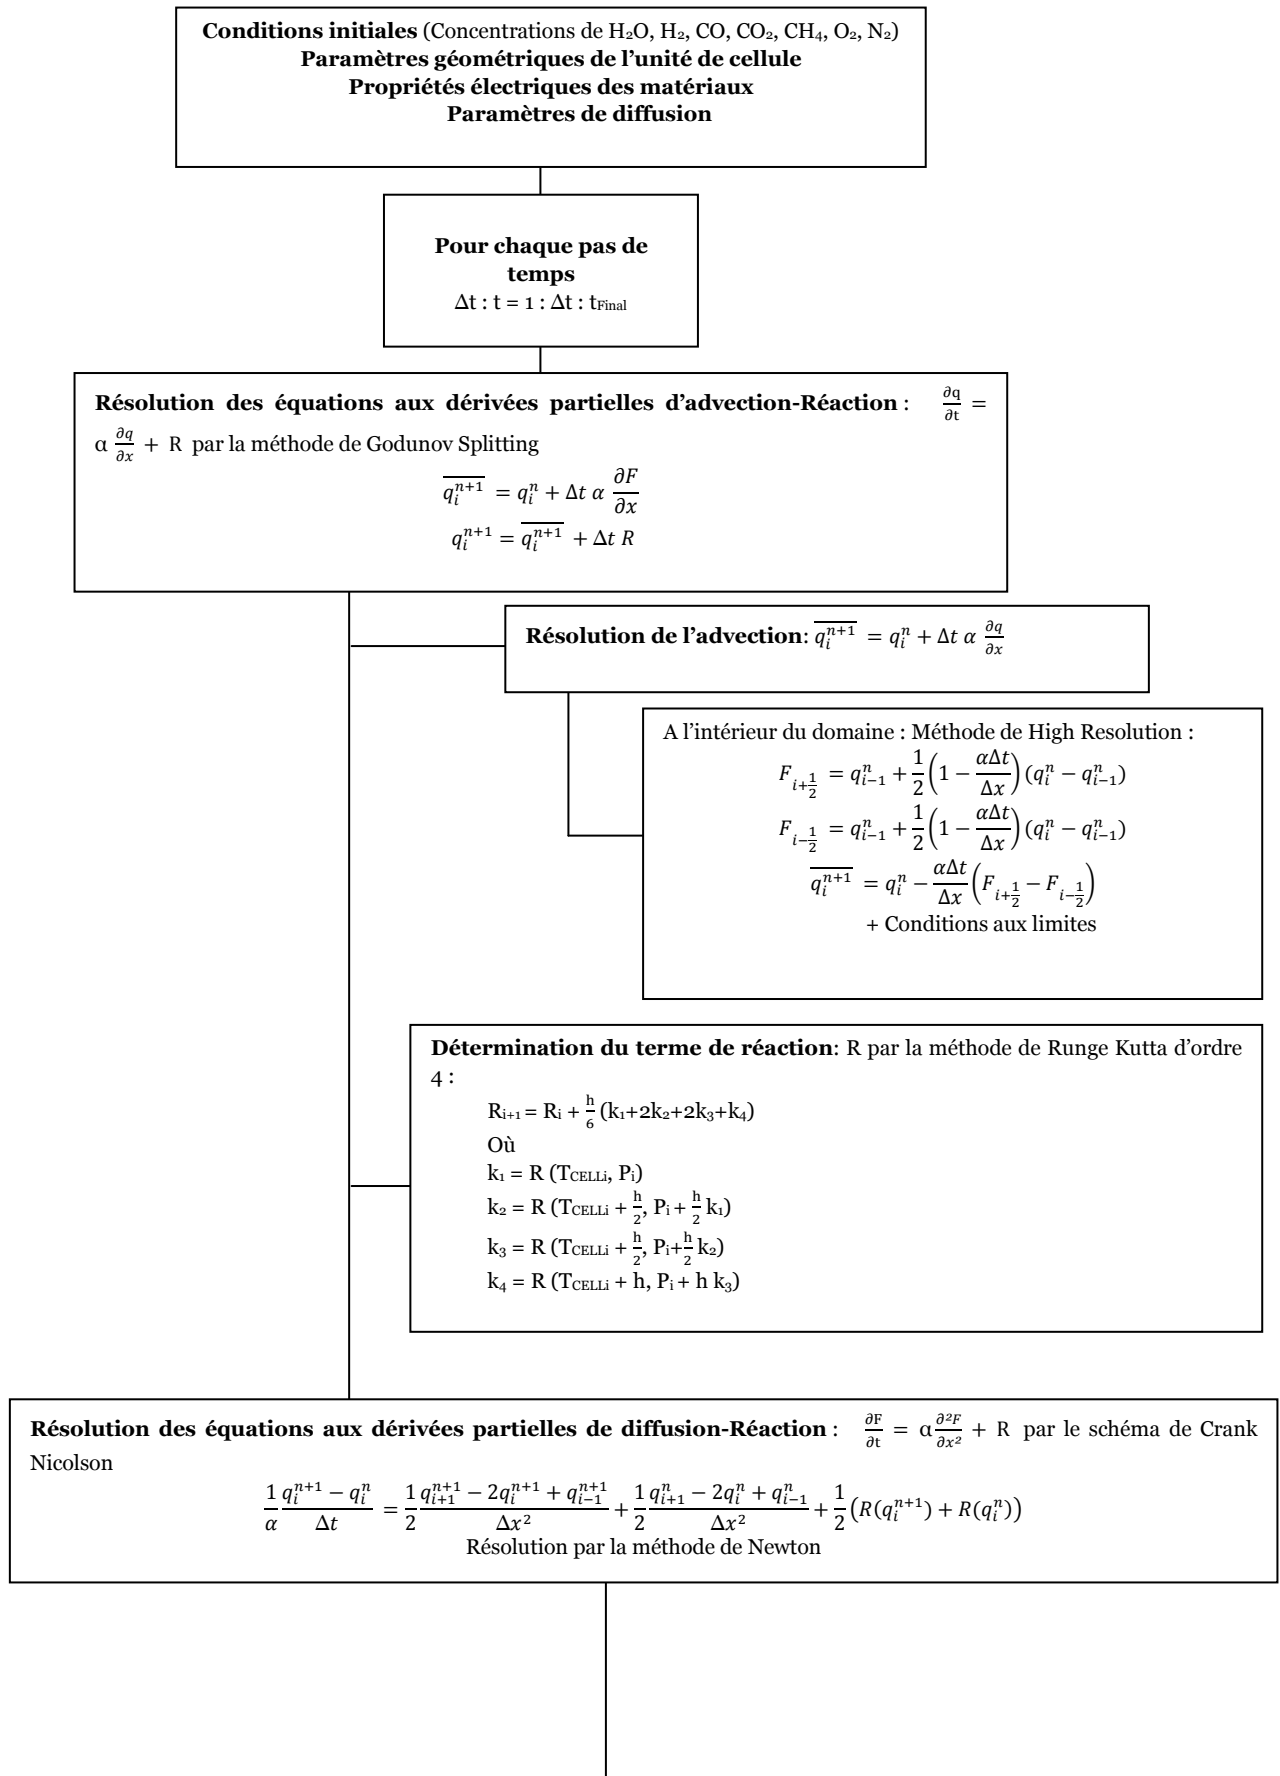 Conditions initiales (Concentrations de H₂O, H₂, CO, CO₂, CH₄, O₂, N₂)
Paramètres géométriques de l'unité de cellule
Propriétés électriques des matériaux
Paramètres de diffusion
Pour chaque pas de
temps
Δt : t = 1 : Δt : t_Final
Résolution des équations aux dérivées partielles d'advection-Réaction : ∂q/∂t =
α ∂q/∂x + R par la méthode de Godunov Splitting
\overline{q_i^{n+1}} = q_i^n + Δt α ∂F/∂x
q_i^{n+1} = \overline{q_i^{n+1}} + Δt R
Résolution de l'advection: \overline{q_i^{n+1}} = q_i^n + Δt α ∂q/∂x
A l'intérieur du domaine : Méthode de High Resolution :
F_{i+1/2} = q_{i-1}^n + 1/2 (1 − αΔt/Δx) (q_i^n − q_{i-1}^n)
F_{i-1/2} = q_{i-1}^n + 1/2 (1 − αΔt/Δx) (q_i^n − q_{i-1}^n)
\overline{q_i^{n+1}} = q_i^n − αΔt/Δx (F_{i+1/2} − F_{i-1/2})
+ Conditions aux limites
Détermination du terme de réaction: R par la méthode de Runge Kutta d'ordre
4 :
R_{i+1} = R_i + h/6 (k₁+2k₂+2k₃+k₄)
Où
k₁ = R (T_{CELLi}, P_i)
k₂ = R (T_{CELLi} + h/2, P_i + h/2 k₁)
k₃ = R (T_{CELLi} + h/2, P_i+h/2 k₂)
k₄ = R (T_{CELLi} + h, P_i + h k₃)
Résolution des équations aux dérivées partielles de diffusion-Réaction : ∂F/∂t = α∂²F/∂x² + R par le schéma de Crank
Nicolson
1/α (q_i^{n+1} − q_i^n)/Δt = 1/2 (q_{i+1}^{n+1} − 2q_i^{n+1} + q_{i-1}^{n+1})/Δx² + 1/2 (q_{i+1}^n − 2q_i^n + q_{i-1}^n)/Δx² + 1/2 (R(q_i^{n+1}) + R(q_i^n))
Résolution par la méthode de Newton